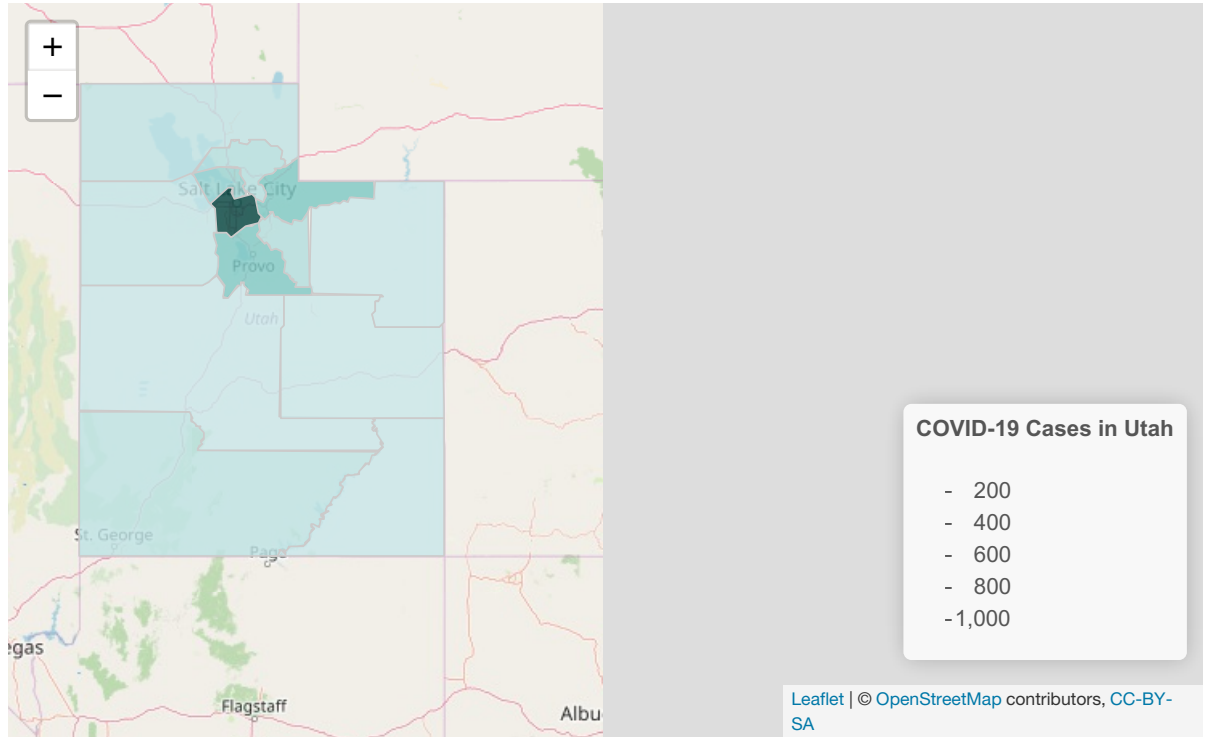 +
−
Salt Lake City
Provo
Utah
St. George
Page
egas
Flagstaff
Albu
COVID-19 Cases in Utah
- 200
- 400
- 600
- 800
-1,000
Leaflet | © OpenStreetMap contributors, CC-BY-
SA